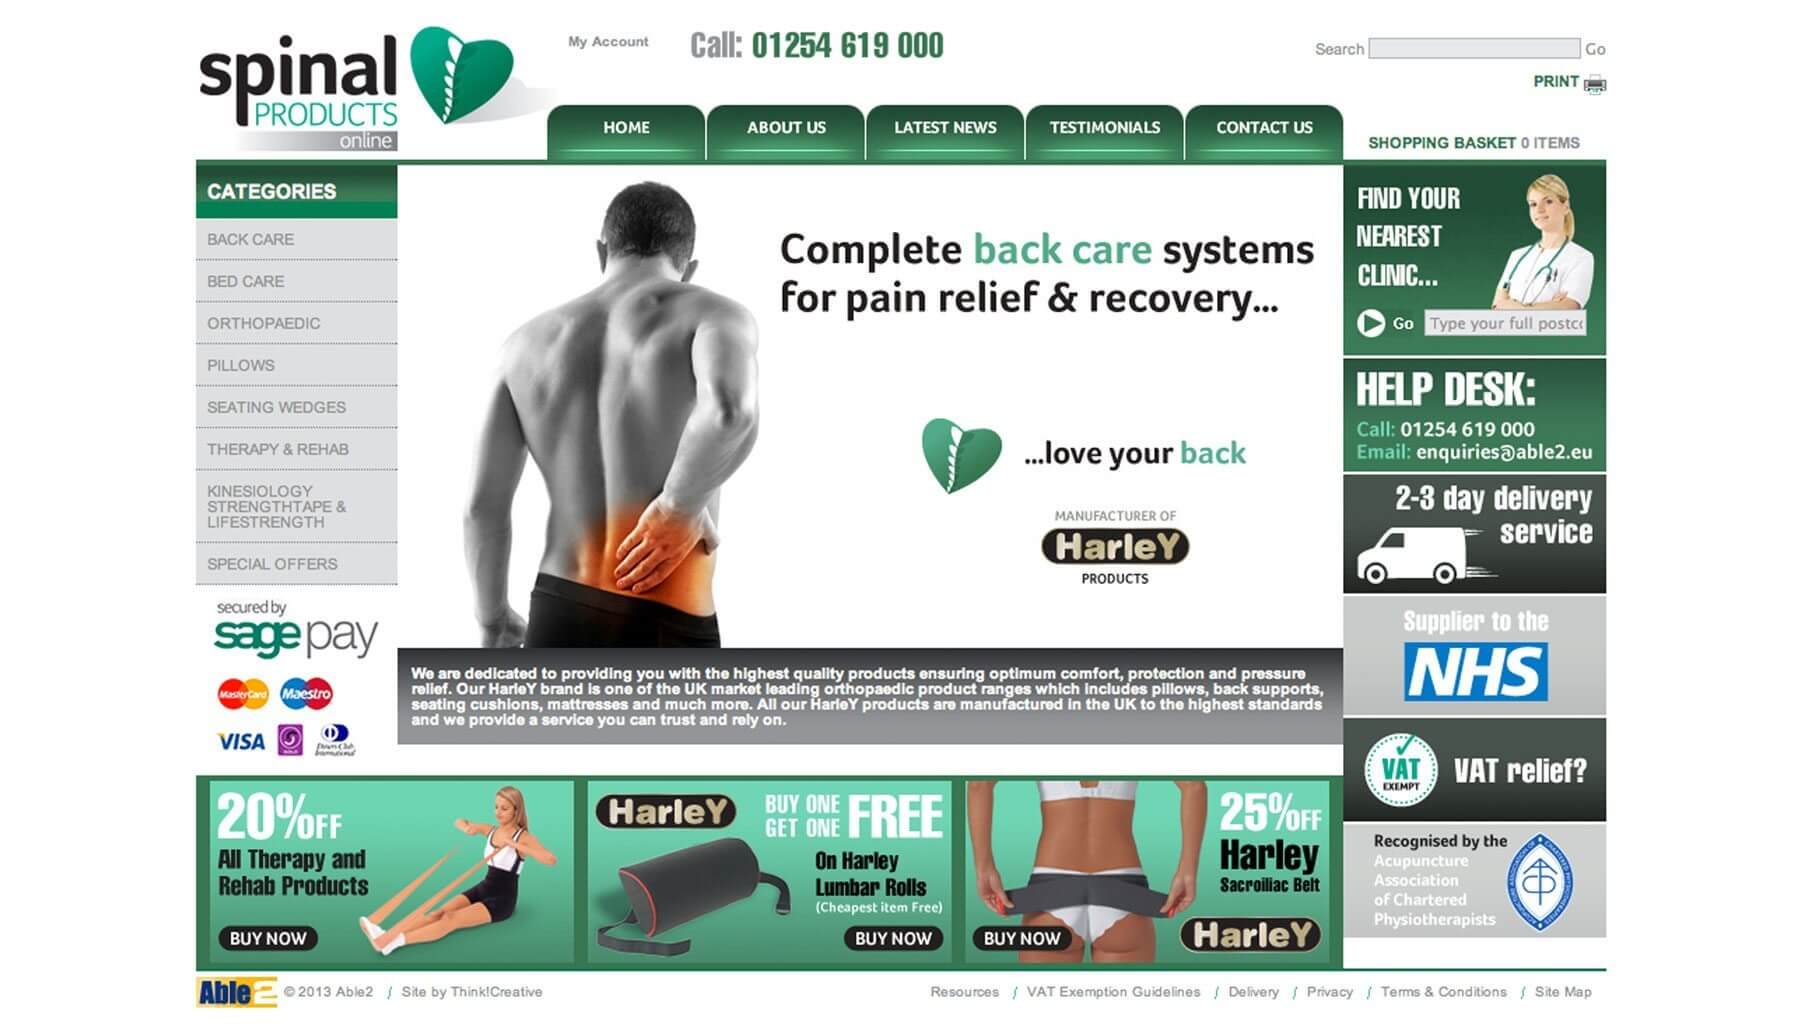 spinal
PRODUCTS
online
My Account
Call: 01254 619 000
Search
Go
PRINT
HOME
ABOUT US
LATEST NEWS
TESTIMONIALS
CONTACT US
SHOPPING BASKET 0 ITEMS
CATEGORIES
BACK CARE
BED CARE
ORTHOPAEDIC
PILLOWS
SEATING WEDGES
THERAPY & REHAB
KINESIOLOGY
STRENGTHTAPE &
LIFESTRENGTH
SPECIAL OFFERS
secured by
sage pay
MasterCard
Maestro
VISA
SOLO
Diners Club
International
Complete back care systems
for pain relief & recovery...
...love your back
MANUFACTURER OF
HarleY
PRODUCTS
We are dedicated to providing you with the highest quality products ensuring optimum comfort, protection and pressure
relief. Our HarleY brand is one of the UK market leading orthopaedic product ranges which includes pillows, back supports,
seating cushions, mattresses and much more. All our HarleY products are manufactured in the UK to the highest standards
and we provide a service you can trust and rely on.
FIND YOUR
NEAREST
CLINIC...
Go
Type your full postco
HELP DESK:
Call: 01254 619 000
Email: enquiries@able2.eu
2-3 day delivery
service
Supplier to the
NHS
VAT
EXEMPT
VAT relief?
Recognised by the
Acupuncture
Association
of Chartered
Physiotherapists
20% OFF
All Therapy and
Rehab Products
BUY NOW
HarleY
BUY ONE
GET ONE
FREE
On Harley
Lumbar Rolls
(Cheapest item Free)
BUY NOW
25% OFF
Harley
Sacroiliac Belt
BUY NOW
HarleY
Able2
© 2013 Able2 / Site by Think!Creative
Resources / VAT Exemption Guidelines / Delivery / Privacy / Terms & Conditions / Site Map